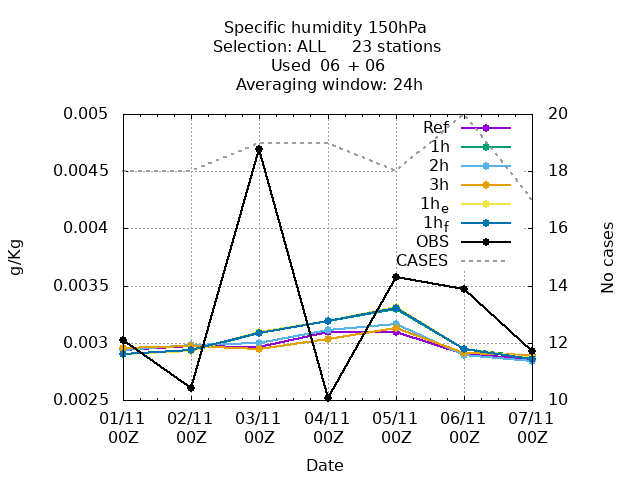 Specific humidity 150hPa
Selection: ALL 23 stations
Used 06 + 06
Averaging window: 24h
0.005
0.0045
0.004
0.0035
0.003
0.0025
20
18
16
14
12
10
g/Kg
No cases
Ref
1h
2h
3h
1he
1hf
OBS
CASES
01/11 02/11 03/11 04/11 05/11 06/11 07/11
00Z 00Z 00Z 00Z 00Z 00Z 00Z
Date